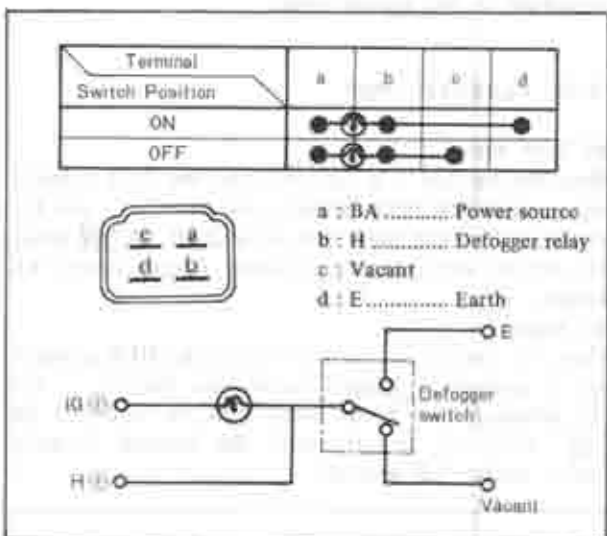 Terminal
a b c d
Switch Position
ON
OFF
c a
d b
a : BA ............ Power source
b : H ............. Defogger relay
c : Vacant
d : E .............. Earth
E
Defogger
switch
H
Vacant